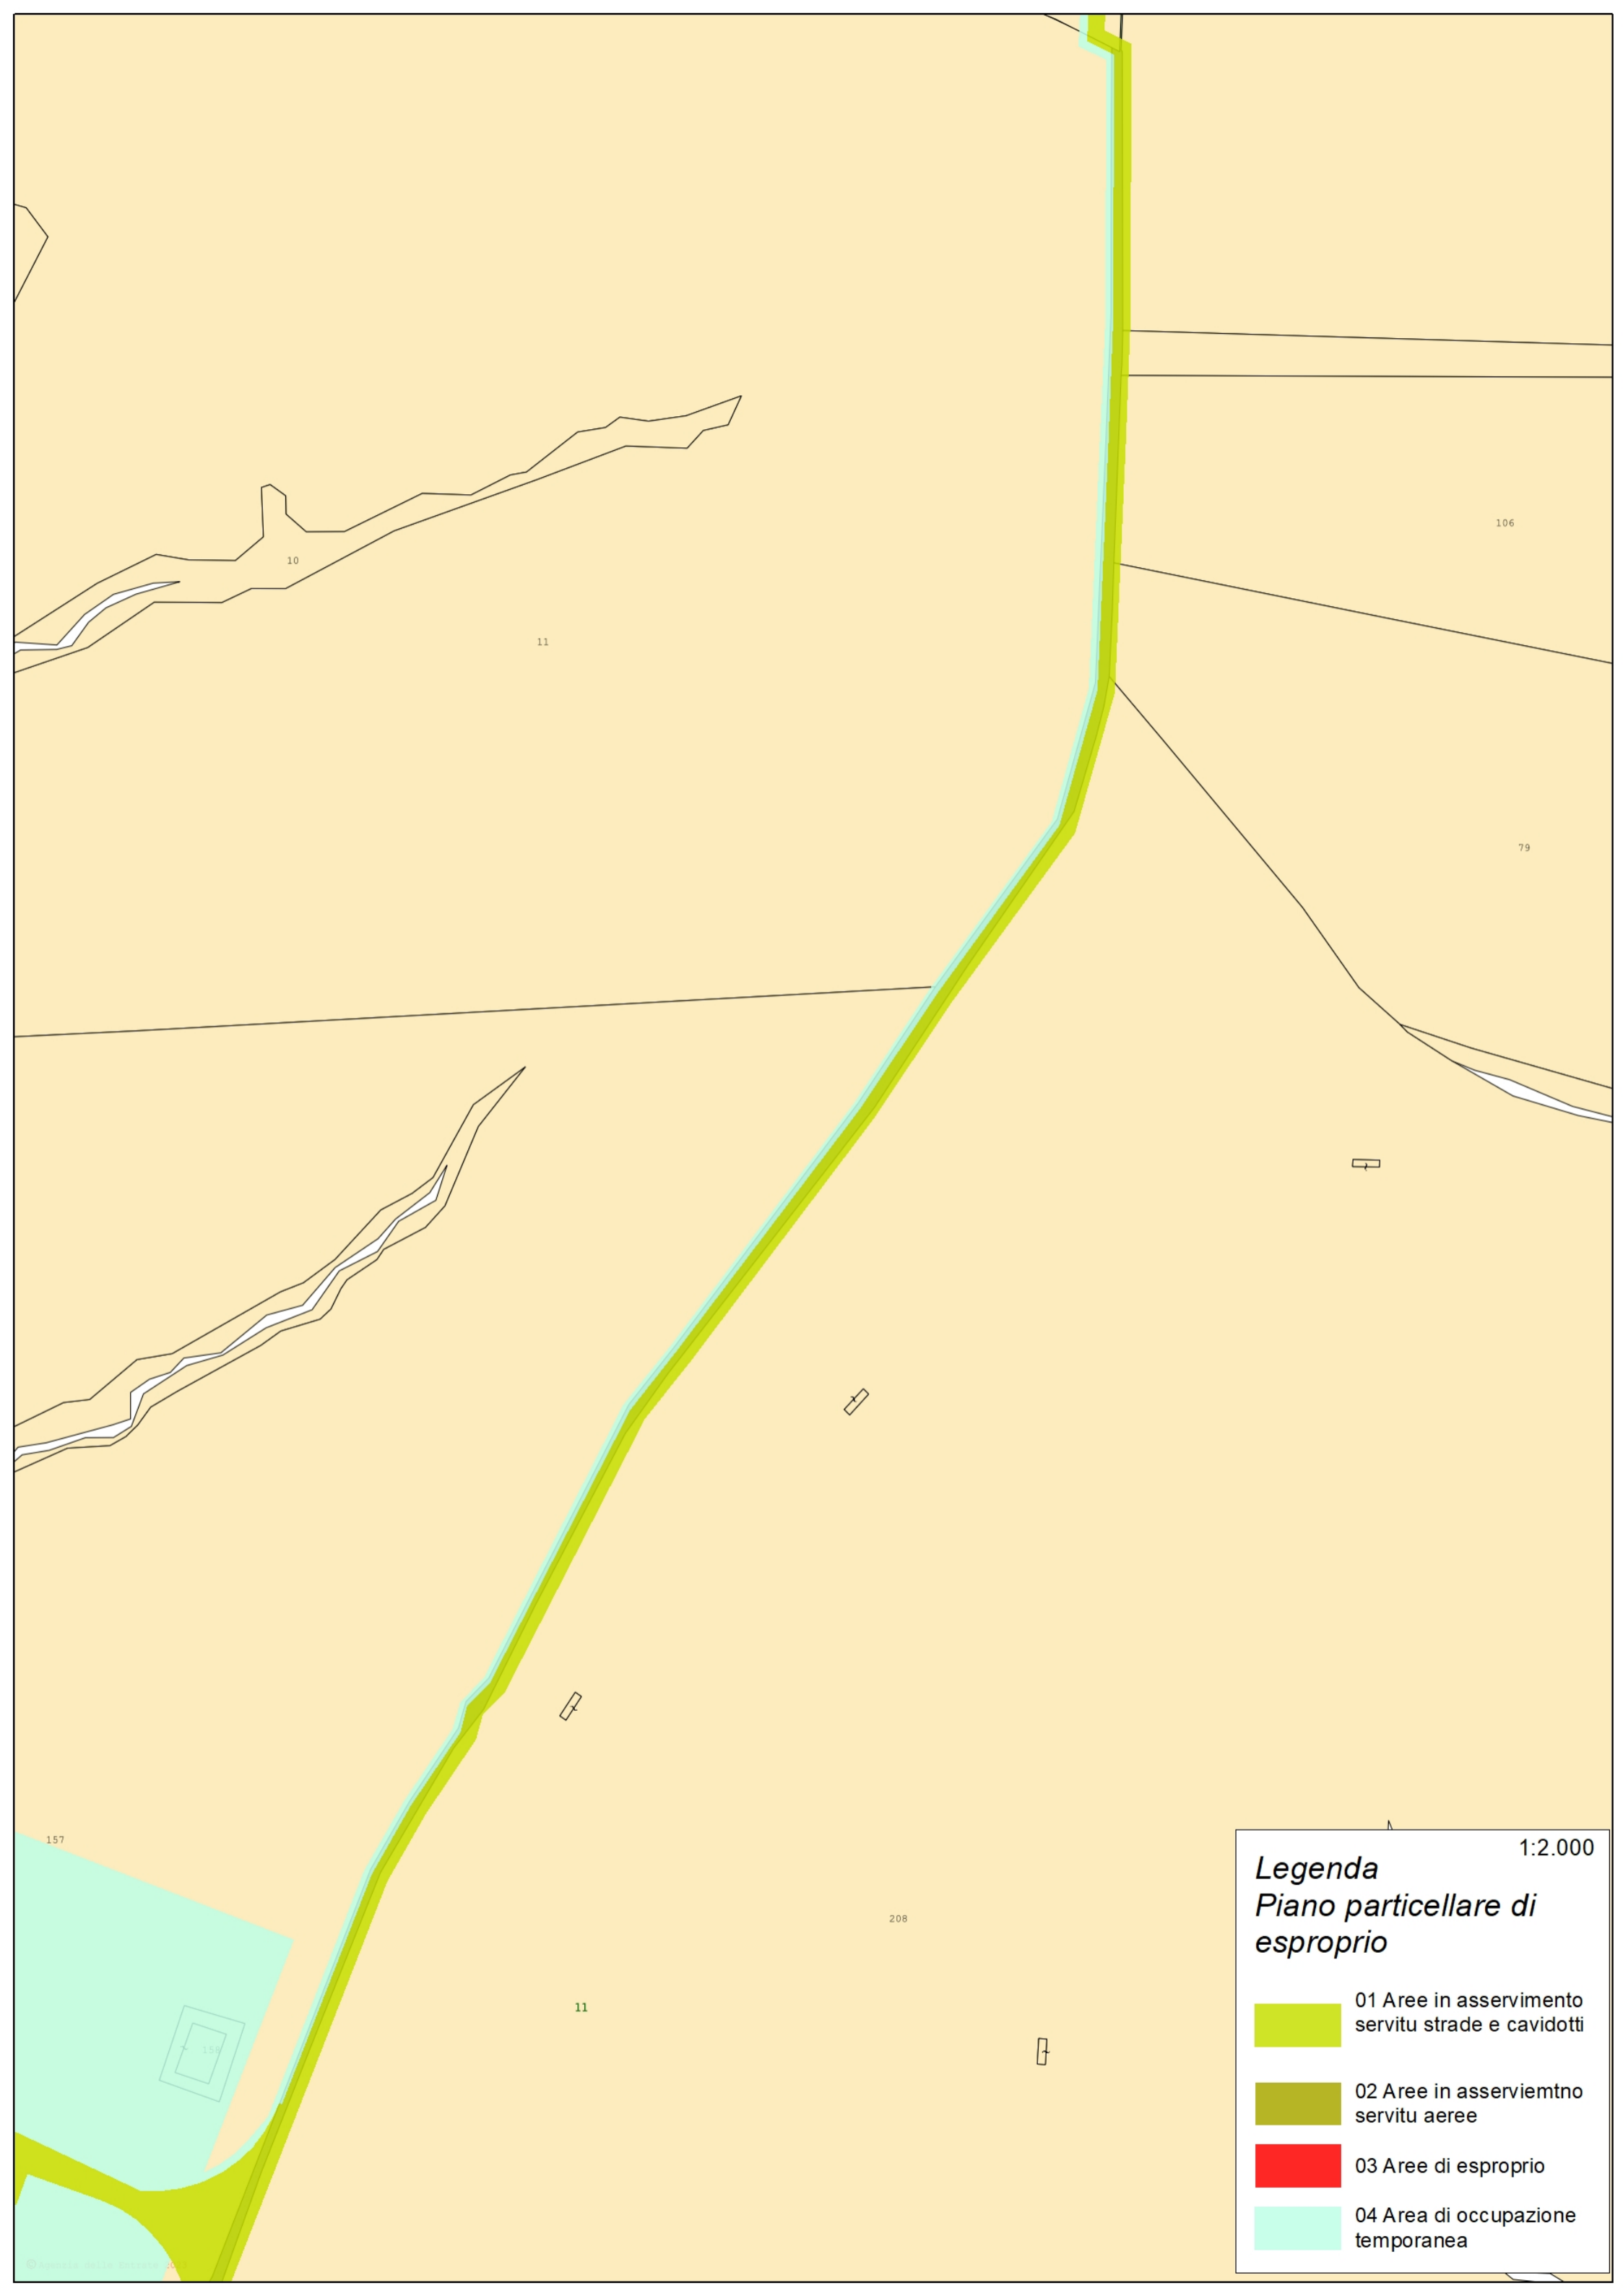 106
10
11
79
157
208
158
11
1:2.000
Legenda
Piano particellare di
esproprio
01 Aree in asservimento
servitu strade e cavidotti
02 Aree in asserviemtno
servitu aeree
03 Aree di esproprio
04 Area di occupazione
temporanea